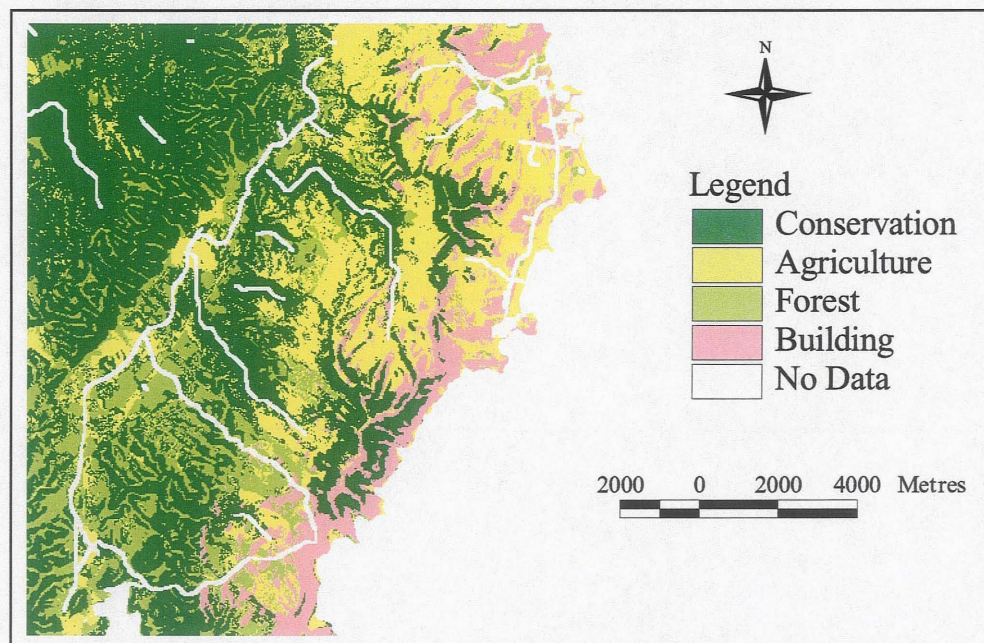 N
Legend
Conservation
Agriculture
Forest
Building
No Data
2000 0 2000 4000 Metres